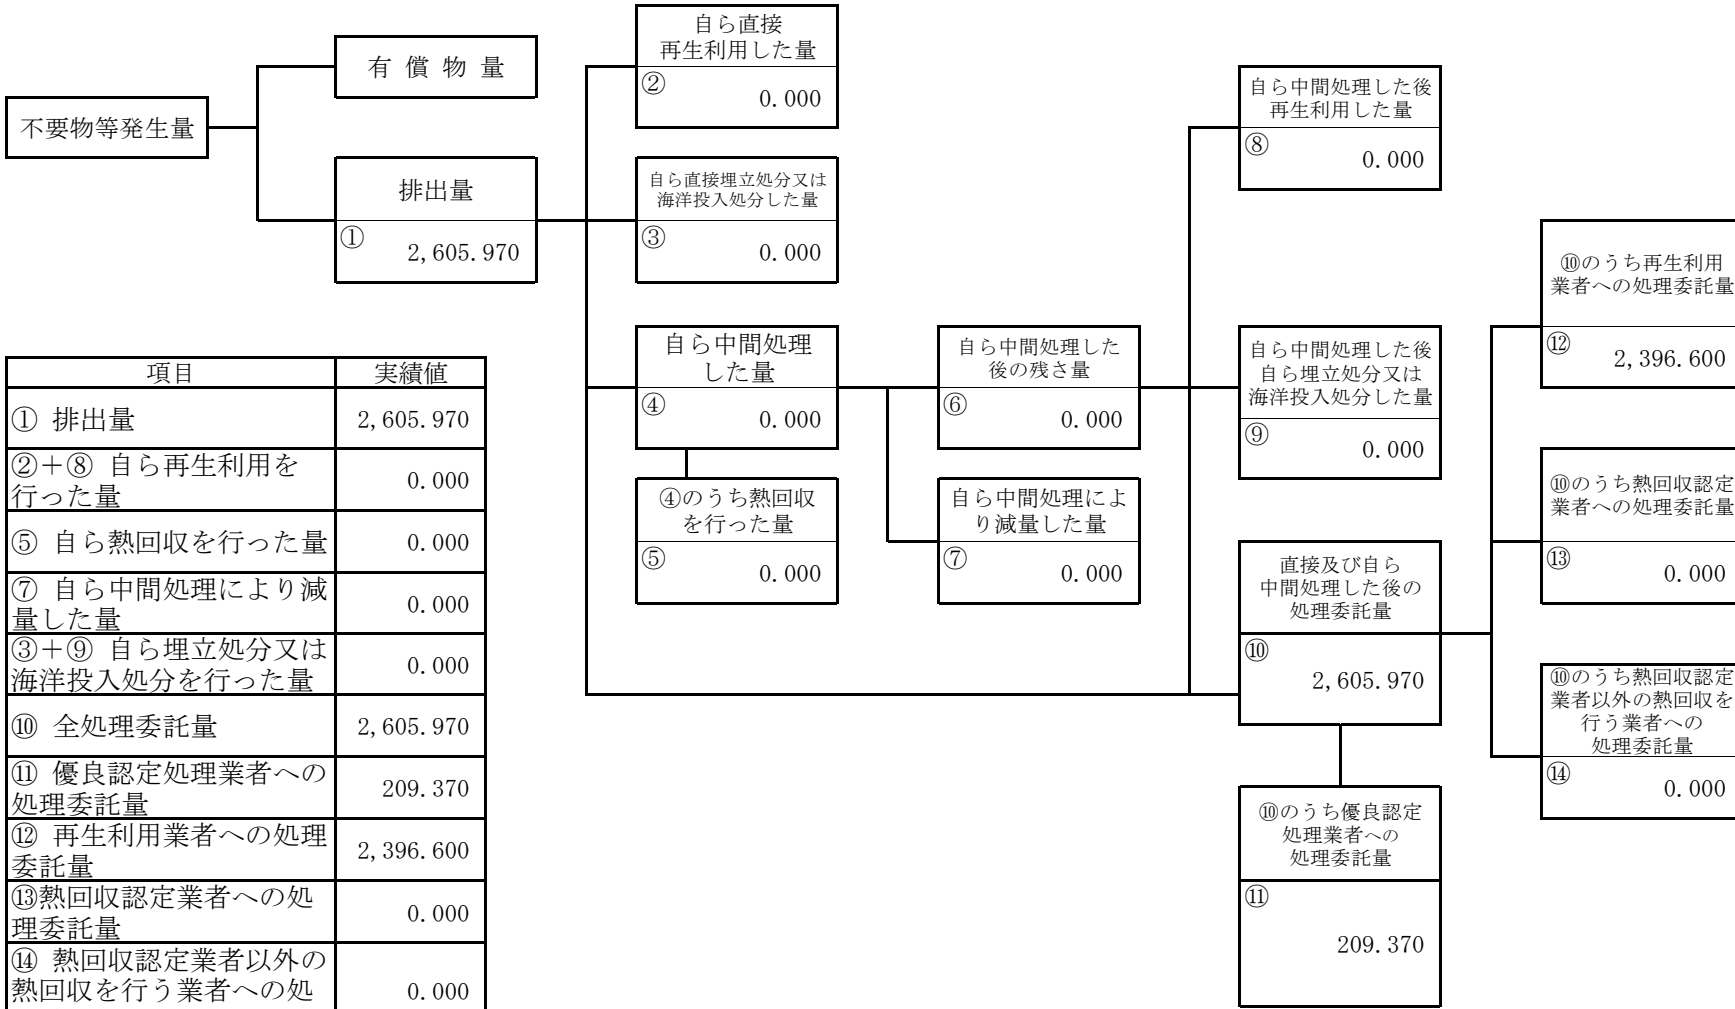 不要物等発生量
有 償 物 量
排出量
① 2,605.970
自ら直接
再生利用した量
② 0.000
自ら直接埋立処分又は
海洋投入処分した量
③ 0.000
自ら中間処理
した量
④ 0.000
④のうち熱回収
を行った量
⑤ 0.000
自ら中間処理した
後の残さ量
⑥ 0.000
自ら中間処理によ
り減量した量
⑦ 0.000
自ら中間処理した後
再生利用した量
⑧ 0.000
自ら中間処理した後
自ら埋立処分又は
海洋投入処分した量
⑨ 0.000
直接及び自ら
中間処理した後の
処理委託量
⑩
2,605.970
⑩のうち優良認定
処理業者への
処理委託量
⑪
209.370
⑩のうち再生利用
業者への処理委託量
⑫ 2,396.600
⑩のうち熱回収認定
業者への処理委託量
⑬ 0.000
⑩のうち熱回収認定
業者以外の熱回収を
行う業者への
処理委託量
⑭ 0.000
項目 実績値
① 排出量 2,605.970
②+⑧ 自ら再生利用を
行った量 0.000
⑤ 自ら熱回収を行った量 0.000
⑦ 自ら中間処理により減
量した量 0.000
③+⑨ 自ら埋立処分又は
海洋投入処分を行った量 0.000
⑩ 全処理委託量 2,605.970
⑪ 優良認定処理業者への
処理委託量 209.370
⑫ 再生利用業者への処理
委託量 2,396.600
⑬熱回収認定業者への処
理委託量 0.000
⑭ 熱回収認定業者以外の
熱回収を行う業者への処 0.000